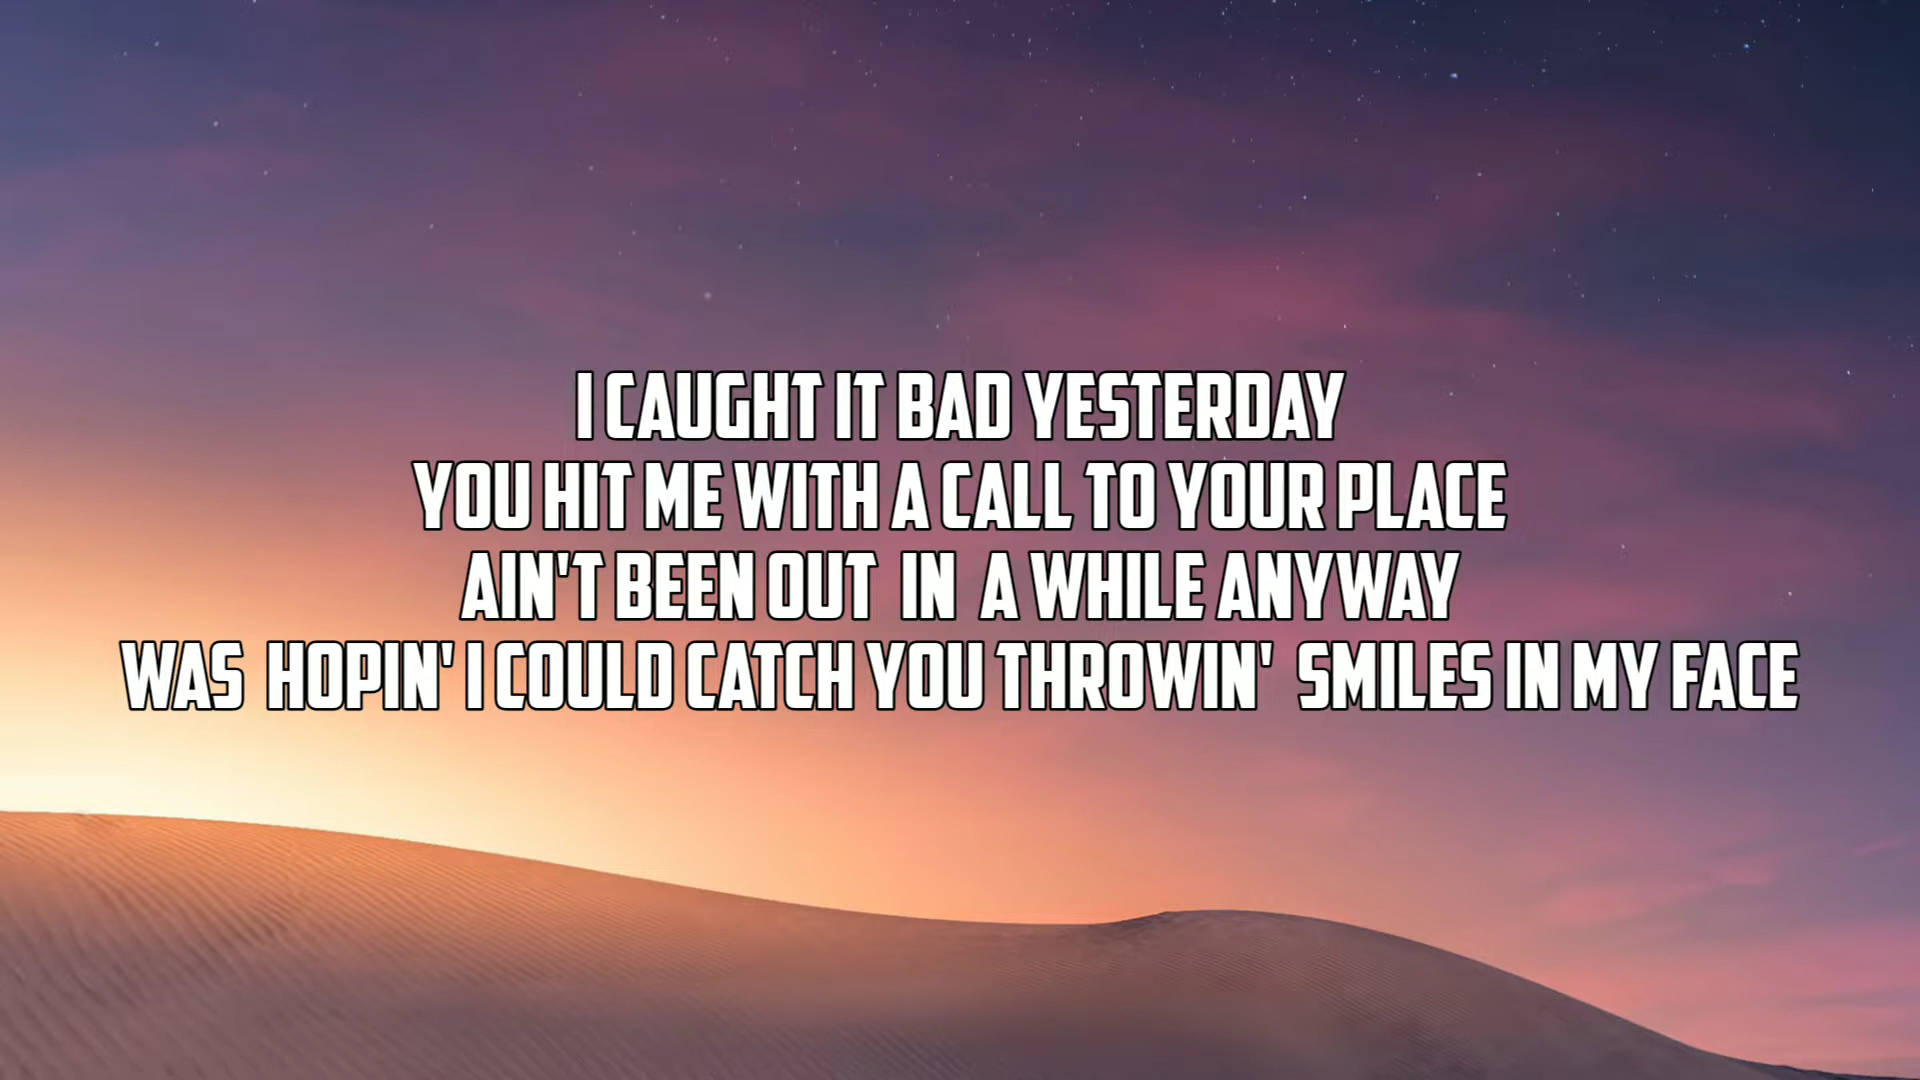 I CAUGHT IT BAD YESTERDAY
YOU HIT ME WITH A CALL TO YOUR PLACE
AIN'T BEEN OUT IN A WHILE ANYWAY
WAS HOPIN' I COULD CATCH YOU THROWIN' SMILES IN MY FACE